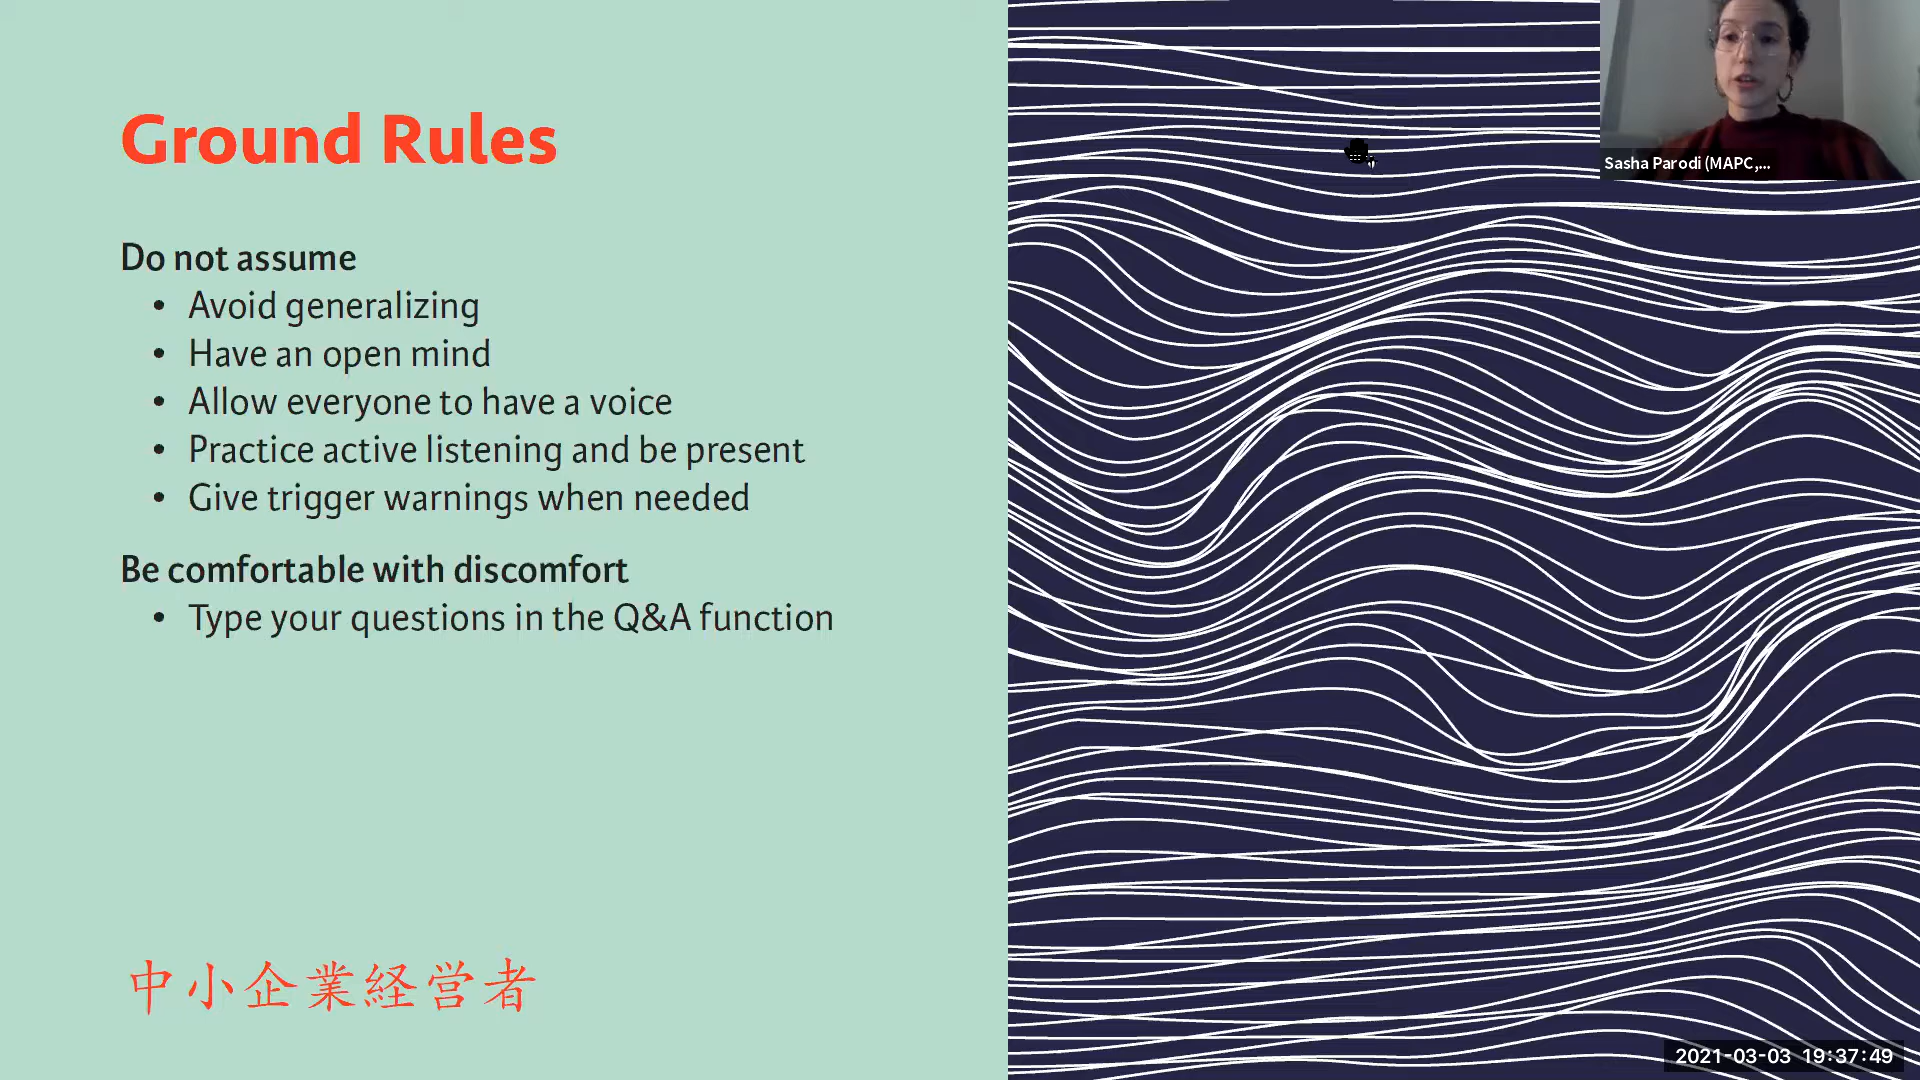 Ground Rules
Do not assume
• Avoid generalizing
• Have an open mind
• Allow everyone to have a voice
• Practice active listening and be present
• Give trigger warnings when needed
Be comfortable with discomfort
• Type your questions in the Q&A function
中小企業経営者
Sasha Parodi (MAPC,...
2021-03-03 19:37:49